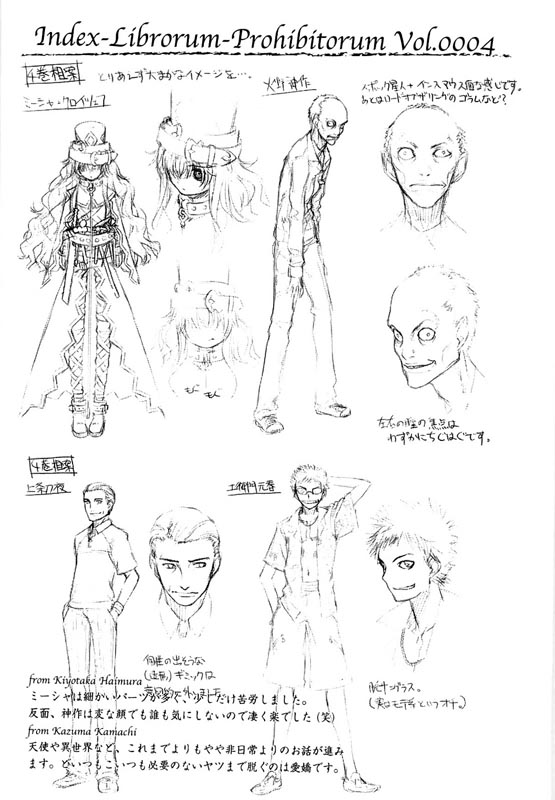 Index-Librorum-Prohibitorum Vol.0004
4巻相案 とりあえず大まかなイメージを…。
ミーシャ・クロイツェフ
火野神作
インスマウス面な感じです。
あとはロードオブザリングのゴラムなど?
もぐ もぐ
左右の瞳の焦点は
わずかにちぐはぐです。
4巻相案
上条刀夜
土御門元春
from Kiyotaka Haimura
ミーシャは細かいパーツが多く、少しだけ苦労しました。
反面、神作は変な顔でも誰も気にしないので凄く楽でした(笑)
from Kazuma Kamachi
天使や異世界など、これまでよりもやや非日常よりのお話が進み
ます。どいつもこいつも必要のないヤツまで脱ぐのは愛嬌です。